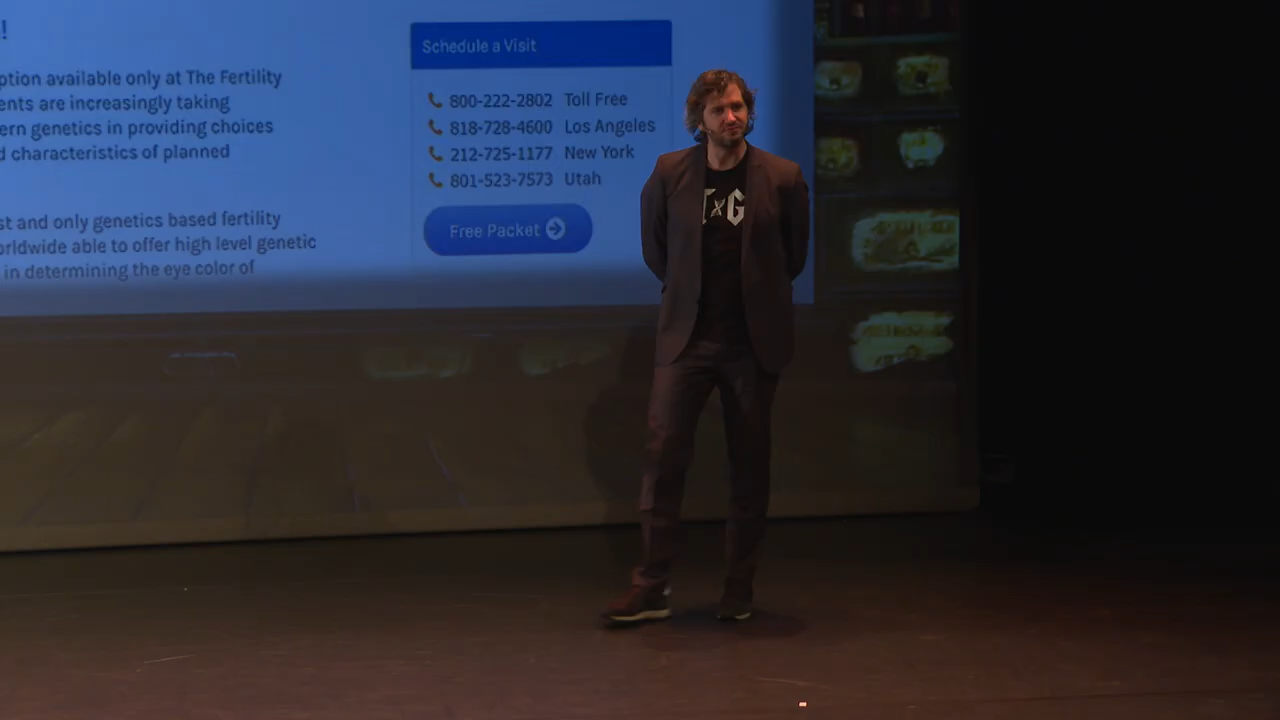 !
ption available only at The Fertility
ents are increasingly taking
ern genetics in providing choices
d characteristics of planned
st and only genetics based fertility
orldwide able to offer high level genetic
in determining the eye color of
Schedule a Visit
800-222-2802 Toll Free
818-728-4600 Los Angeles
212-725-1177 New York
801-523-7573 Utah
Free Packet
G